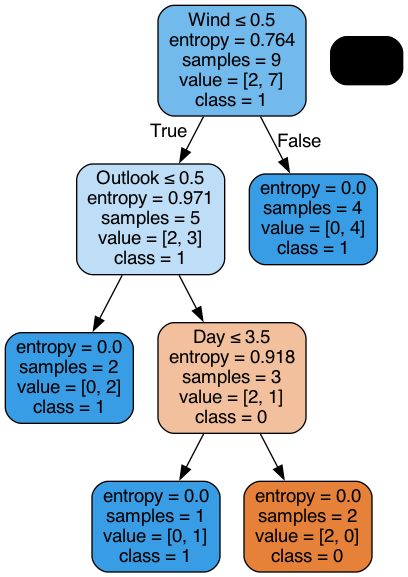 Wind ≤ 0.5
entropy = 0.764
samples = 9
value = [2, 7]
class = 1
True
False
Outlook ≤ 0.5
entropy = 0.971
samples = 5
value = [2, 3]
class = 1
entropy = 0.0
samples = 4
value = [0, 4]
class = 1
entropy = 0.0
samples = 2
value = [0, 2]
class = 1
Day ≤ 3.5
entropy = 0.918
samples = 3
value = [2, 1]
class = 0
entropy = 0.0
samples = 1
value = [0, 1]
class = 1
entropy = 0.0
samples = 2
value = [2, 0]
class = 0